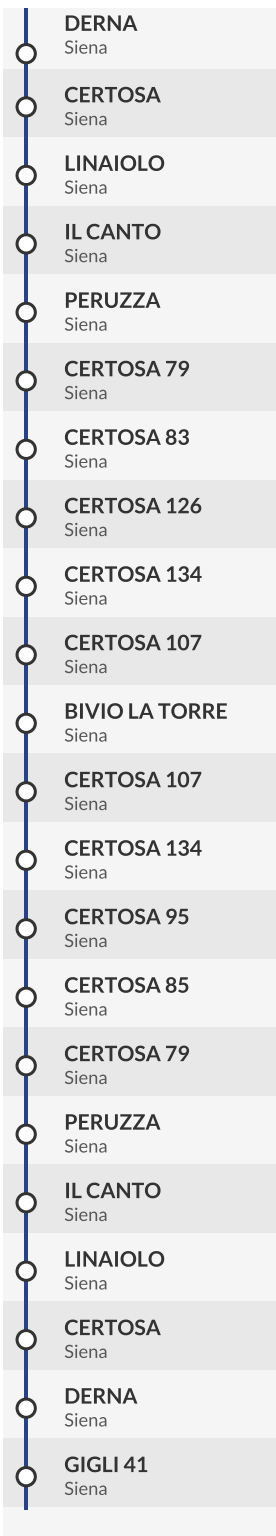 DERNA
Siena
CERTOSA
Siena
LINAIOLO
Siena
IL CANTO
Siena
PERUZZA
Siena
CERTOSA 79
Siena
CERTOSA 83
Siena
CERTOSA 126
Siena
CERTOSA 134
Siena
CERTOSA 107
Siena
BIVIO LA TORRE
Siena
CERTOSA 107
Siena
CERTOSA 134
Siena
CERTOSA 95
Siena
CERTOSA 85
Siena
CERTOSA 79
Siena
PERUZZA
Siena
IL CANTO
Siena
LINAIOLO
Siena
CERTOSA
Siena
DERNA
Siena
GIGLI 41
Siena